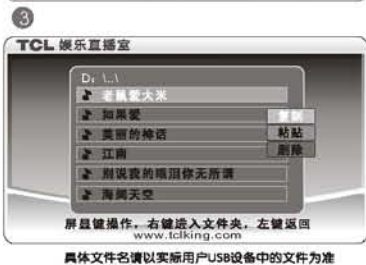 3
TCL 娱乐直播室
D: \..\
老鼠爱大米
如果爱
复制
美丽的神话
粘贴
江南
删除
别说我的眼泪你无所谓
海阔天空
屏显键操作，右键进入文件夹，左键返回
www.tclking.com
具体文件名请以实际用户USB设备中的文件为准